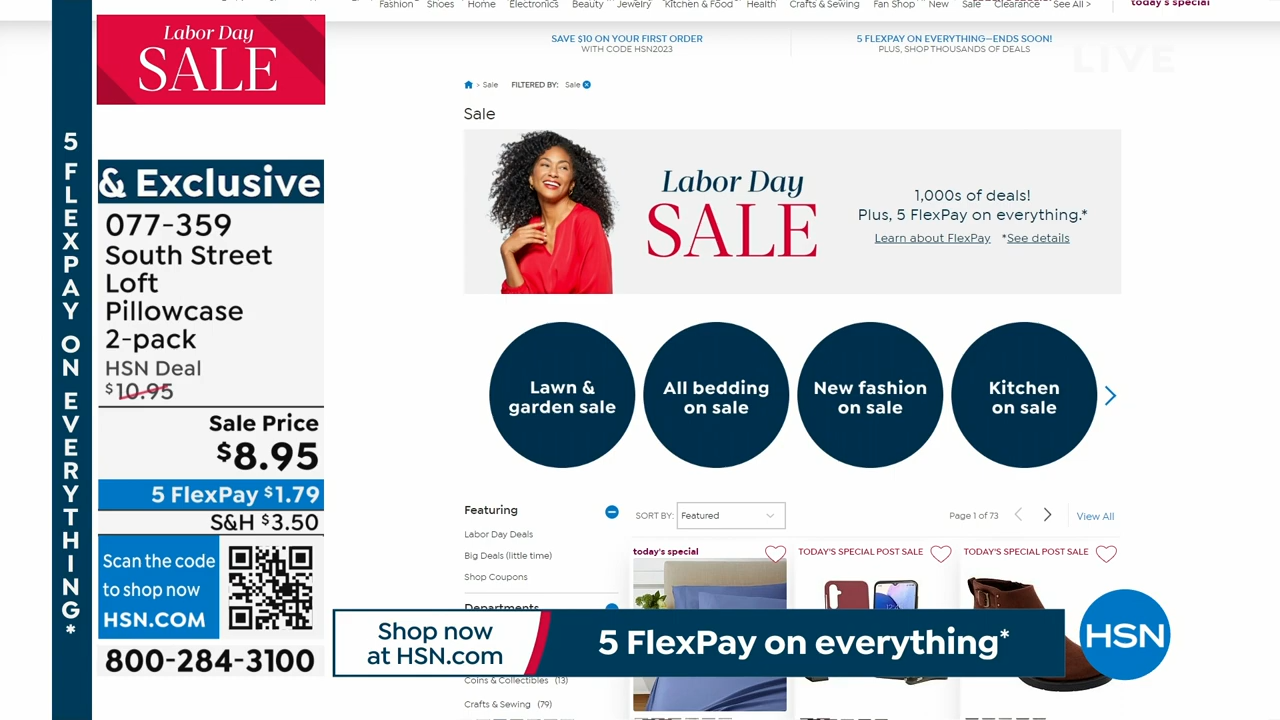 Fashion Shoes Home Electronics Beauty Jewelry Kitchen & Food Health Crafts & Sewing Fan Shop New Sale Clearance See All >
today's special
Labor Day
SALE
SAVE $10 ON YOUR FIRST ORDER
WITH CODE HSN2023
5 FLEXPAY ON EVERYTHING—ENDS SOON!
PLUS, SHOP THOUSANDS OF DEALS
LIVE
> Sale FILTERED BY: Sale
Sale
5 FLEXPAY ON EVERYTHING*
& Exclusive
077-359
South Street
Loft
Pillowcase
2-pack
HSN Deal
$10.95
Sale Price
$8.95
5 FlexPay $1.79
S&H $3.50
Scan the code
to shop now
HSN.COM
800-284-3100
Labor Day
SALE
1,000s of deals!
Plus, 5 FlexPay on everything.*
Learn about FlexPay *See details
Lawn &
garden sale
All bedding
on sale
New fashion
on sale
Kitchen
on sale
Featuring
SORT BY: Featured
Page 1 of 73
View All
Labor Day Deals
Big Deals (little time)
Shop Coupons
Departments
today's special
TODAY'S SPECIAL POST SALE
TODAY'S SPECIAL POST SALE
Shop now
at HSN.com
5 FlexPay on everything*
HSN
Coins & Collectibles (13)
Crafts & Sewing (79)